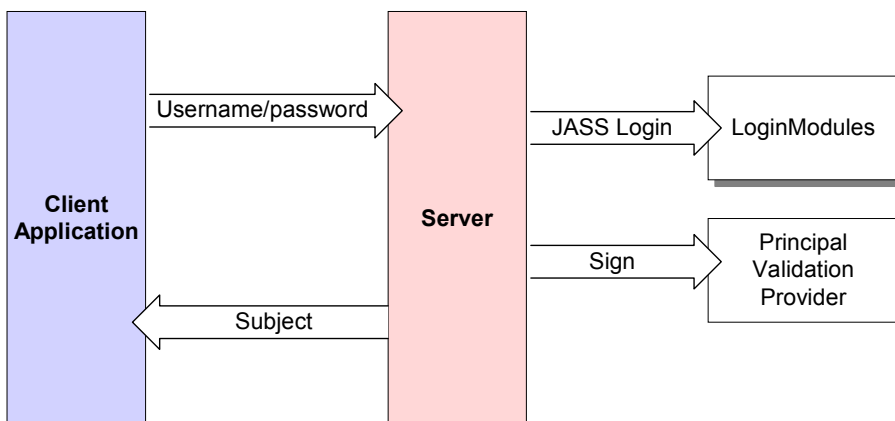 Username/password
JASS Login
LoginModules
Client
Application
Server
Sign
Principal
Validation
Provider
Subject